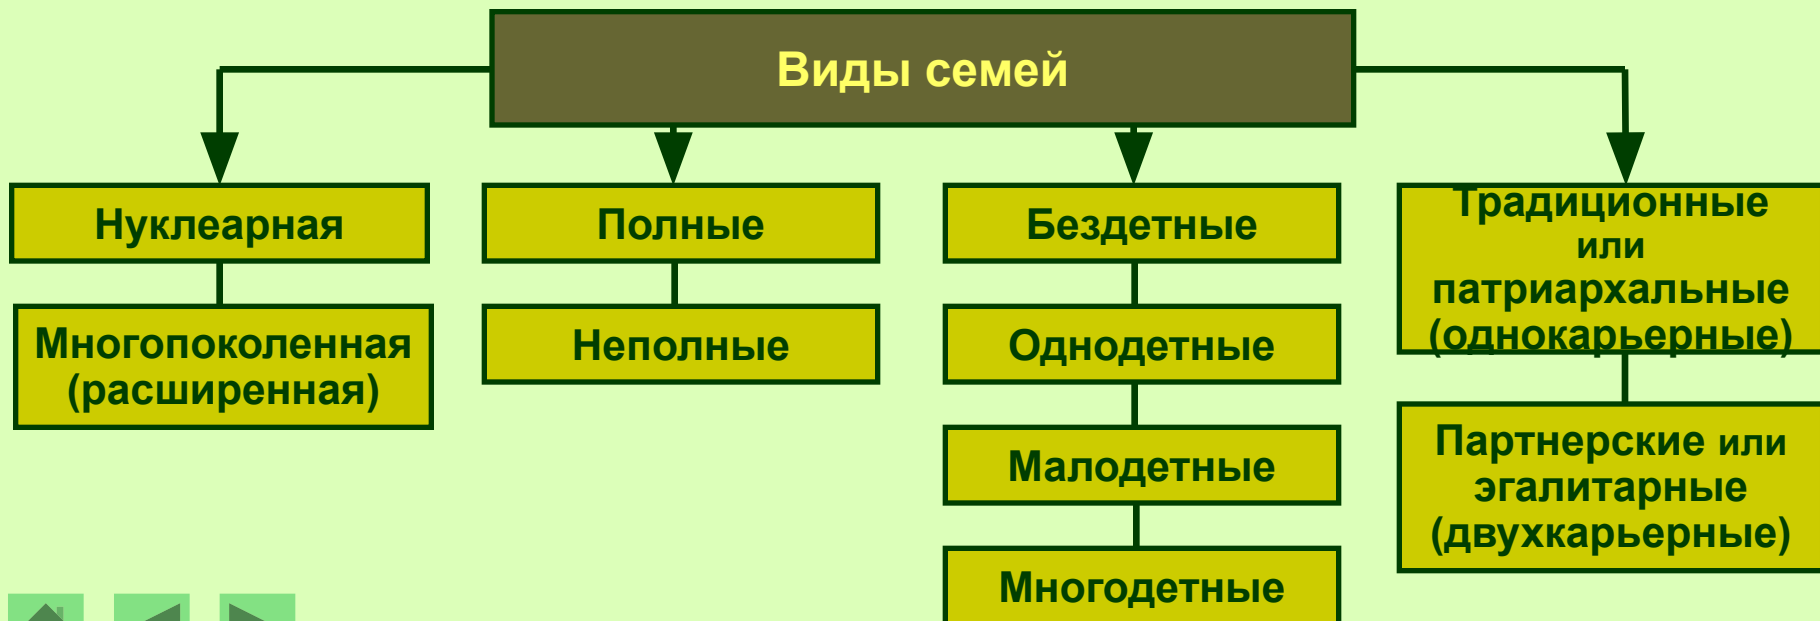 Виды семей
Нуклеарная
Многопоколенная
(расширенная)
Полные
Неполные
Бездетные
Однодетные
Малодетные
Многодетные
Традиционные
или
патриархальные
(однокарьерные)
Партнерские или
эгалитарные
(двухкарьерные)